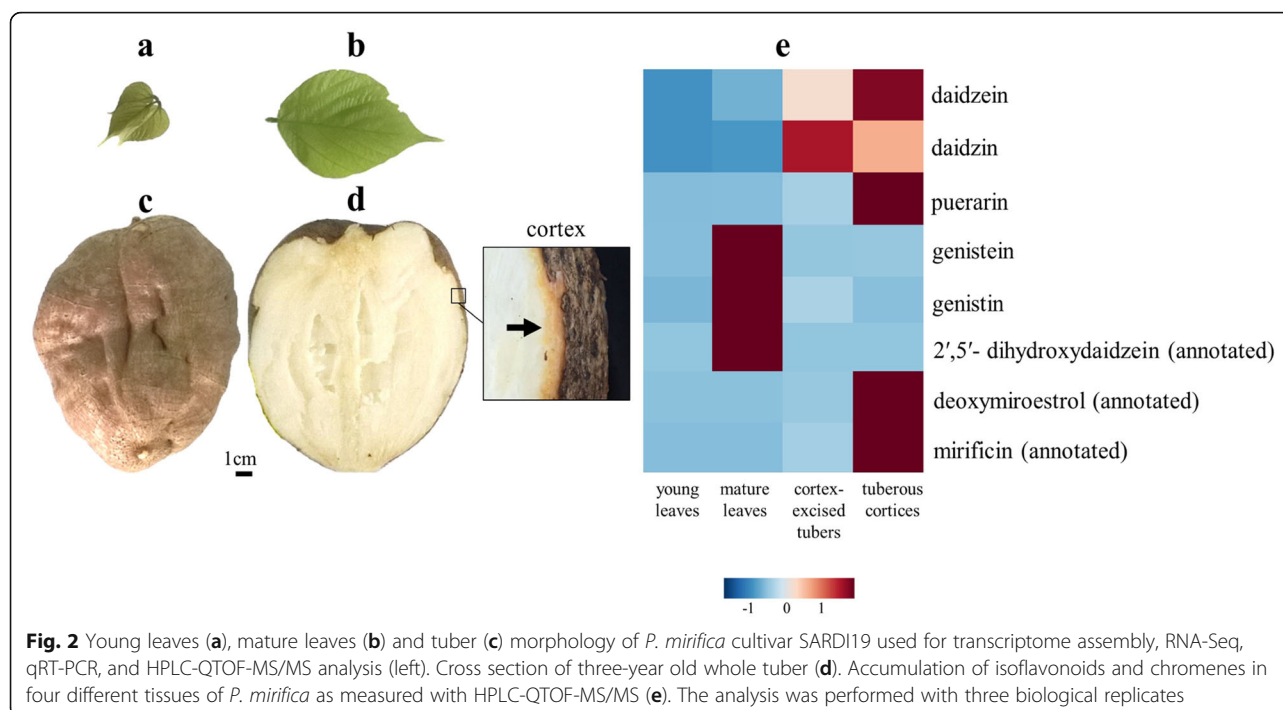 a
b
e
c
d
cortex
1cm
daidzein
daidzin
puerarin
genistein
genistin
2′,5′- dihydroxydaidzein (annotated)
deoxymiroestrol (annotated)
mirificin (annotated)
young
leaves
mature
leaves
cortex-
excised
tubers
tuberous
cortices
-1 0 1
Fig. 2 Young leaves (a), mature leaves (b) and tuber (c) morphology of P. mirifica cultivar SARDI19 used for transcriptome assembly, RNA-Seq,
qRT-PCR, and HPLC-QTOF-MS/MS analysis (left). Cross section of three-year old whole tuber (d). Accumulation of isoflavonoids and chromenes in
four different tissues of P. mirifica as measured with HPLC-QTOF-MS/MS (e). The analysis was performed with three biological replicates